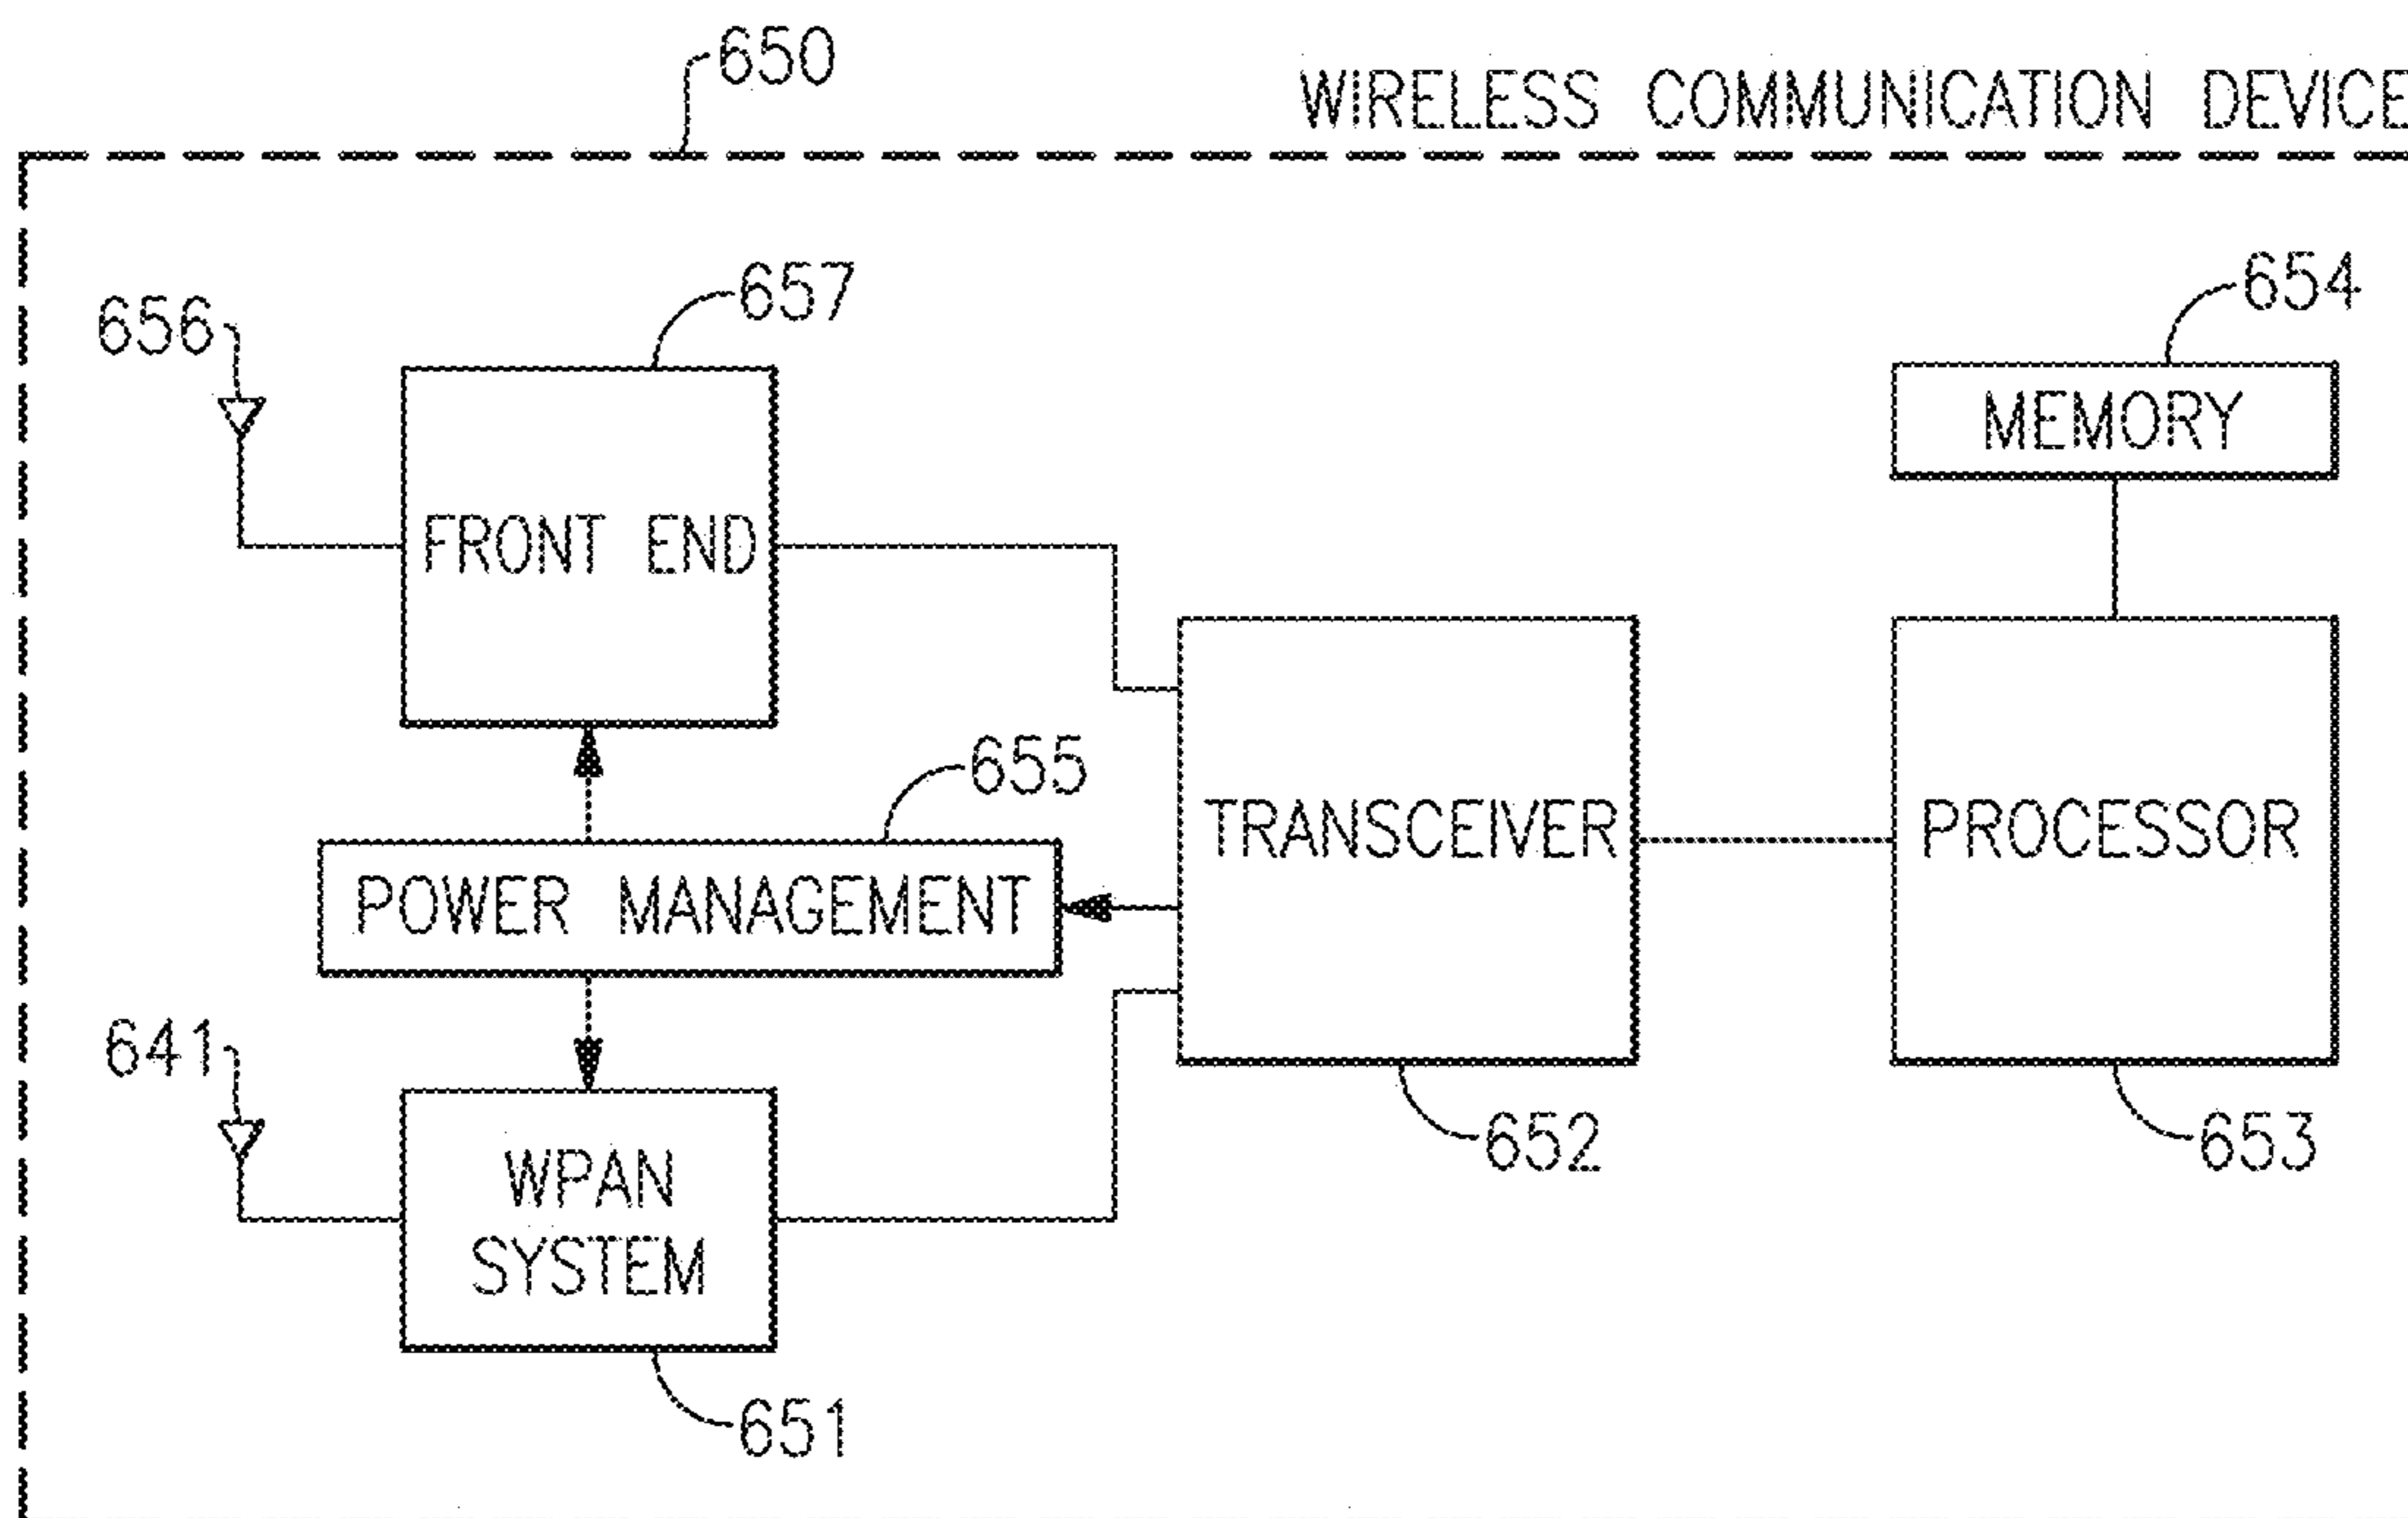 650
WIRELESS COMMUNICATION DEVICE
656
657
654
MEMORY
FRONT END
655
TRANSCEIVER
PROCESSOR
POWER MANAGEMENT
641
652
653
WPAN
SYSTEM
651